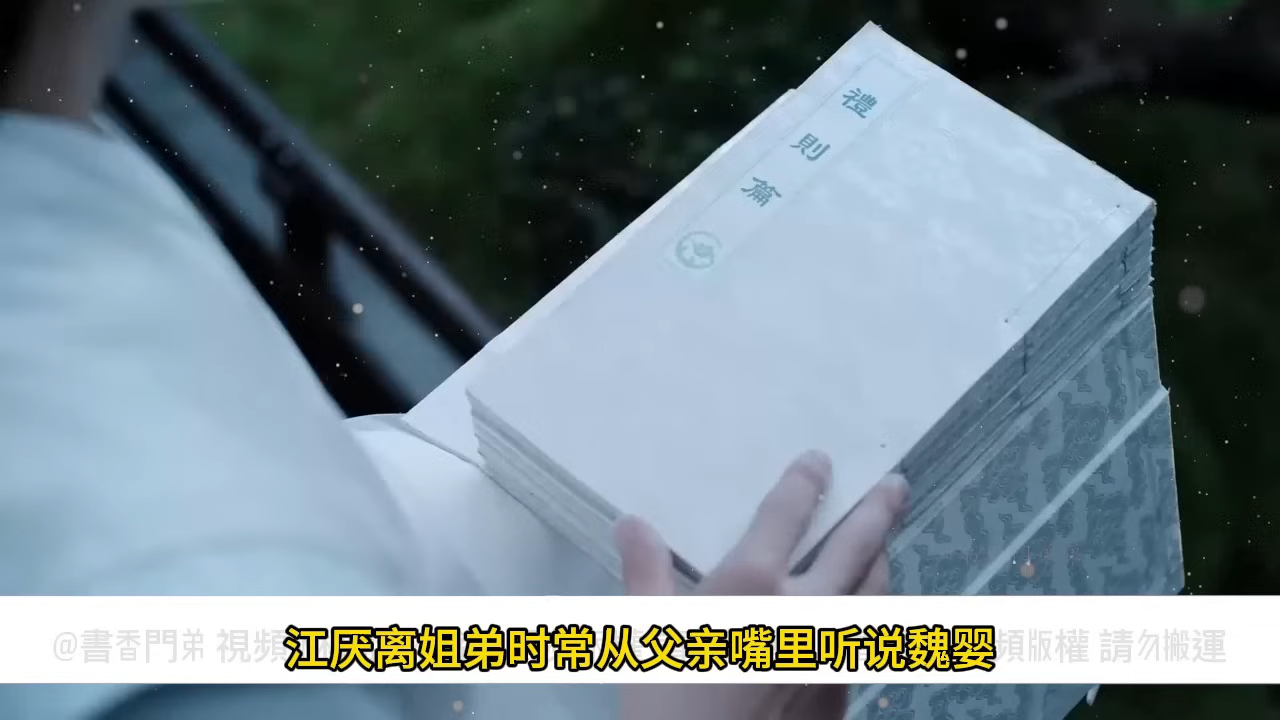 禮則篇
@書香門弟 視頻
頻版權 請勿搬運
江厌离姐弟时常从父亲嘴里听说魏婴